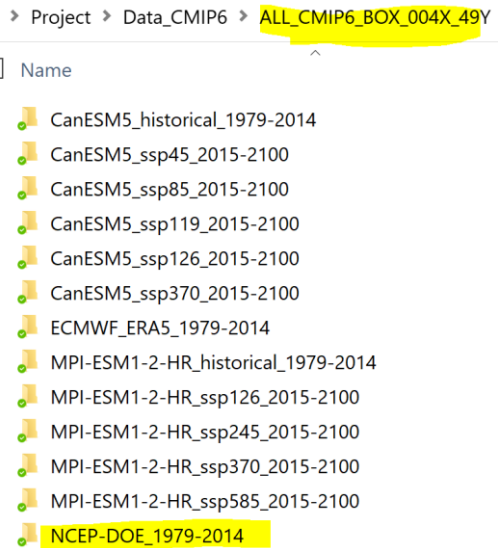 > Project > Data_CMIP6 > ALL_CMIP6_BOX_004X_49Y
Name
CanESM5_historical_1979-2014
CanESM5_ssp45_2015-2100
CanESM5_ssp85_2015-2100
CanESM5_ssp119_2015-2100
CanESM5_ssp126_2015-2100
CanESM5_ssp370_2015-2100
ECMWF_ERA5_1979-2014
MPI-ESM1-2-HR_historical_1979-2014
MPI-ESM1-2-HR_ssp126_2015-2100
MPI-ESM1-2-HR_ssp245_2015-2100
MPI-ESM1-2-HR_ssp370_2015-2100
MPI-ESM1-2-HR_ssp585_2015-2100
NCEP-DOE_1979-2014